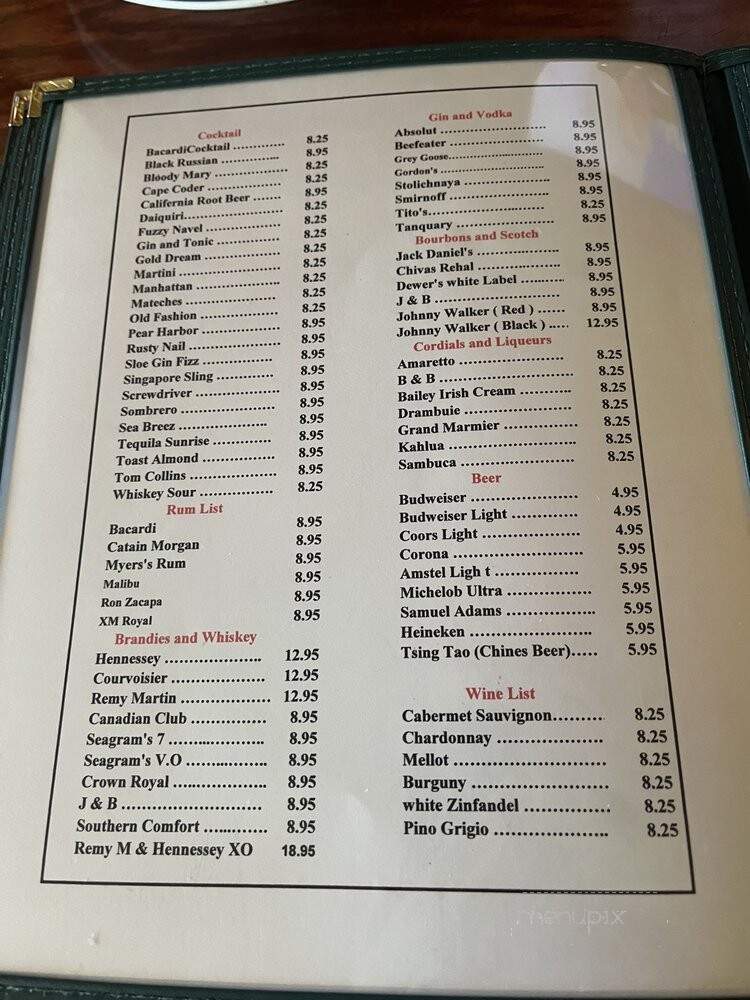 Cocktail
BacardiCocktail ............. 8.25
Black Russian .............. 8.95
Bloody Mary .................. 8.25
Cape Coder .................. 8.25
Califernia Root Beer ....... 8.95
Daiquiri......................... 8.25
Fuzzy Navel .................. 8.25
Gin and Tonic ................ 8.25
Gold Dream .................. 8.25
Martini ......................... 8.25
Manhattan .................... 8.25
Mateches ...................... 8.25
Old Fashion .................. 8.25
Pear Harbor .................. 8.95
Rusty Nail ..................... 8.95
Sloe Gin Fizz ................. 8.95
Singapore Sling .............. 8.95
Screwdriver ................... 8.95
Sombrero ...................... 8.95
Sea Breez ..................... 8.95
Tequila Sunrise .............. 8.95
Toast Almond ................. 8.95
Tom Collins ................... 8.95
Whiskey Sour ................. 8.25
Rum List
Bacardi 8.95
Catain Morgan 8.95
Myers's Rum 8.95
Malibu 8.95
Ron Zacapa 8.95
XM Royal 8.95
Brandies and Whiskey
Hennessey .................... 12.95
Courvoisier ................... 12.95
Remy Martin .................. 12.95
Canadian Club ................ 8.95
Seagram's 7 .................... 8.95
Seagram's V.O ................. 8.95
Crown Royal ................... 8.95
J & B ............................. 8.95
Southern Comfort ............ 8.95
Remy M & Hennessey XO 18.95
Gin and Vodka
Absolut .......................... 8.95
Beefeater ....................... 8.95
Grey Goose..................... 8.95
Gordon's ........................ 8.95
Stolichnaya .................... 8.95
Smirnoff ........................ 8.95
Tito's............................. 8.25
Tanquary ....................... 8.95
Bourbons and Scotch
Jack Daniel's .................. 8.95
Chivas Rehal .................. 8.95
Dewer's white Label ......... 8.95
J & B ............................. 8.95
Johnny Walker ( Red ) ...... 8.95
Johnny Walker ( Black ) ..... 12.95
Cordials and Liqueurs
Amaretto ....................... 8.25
B & B ............................ 8.25
Bailey Irish Cream ........... 8.25
Drambuie ....................... 8.25
Grand Marmier ................ 8.25
Kahlua ........................... 8.25
Sambuca ........................ 8.25
Beer
Budweiser ...................... 4.95
Budweiser Light ............... 4.95
Coors Light ..................... 4.95
Corona ........................... 5.95
Amstel Ligh t ................... 5.95
Michelob Ultra ................. 5.95
Samuel Adams ................. 5.95
Heineken ........................ 5.95
Tsing Tao (Chines Beer)..... 5.95
Wine List
Cabermet Sauvignon.......... 8.25
Chardonnay .................... 8.25
Mellot ............................ 8.25
Burguny ......................... 8.25
white Zinfandel ................ 8.25
Pino Grigio ..................... 8.25
menupix